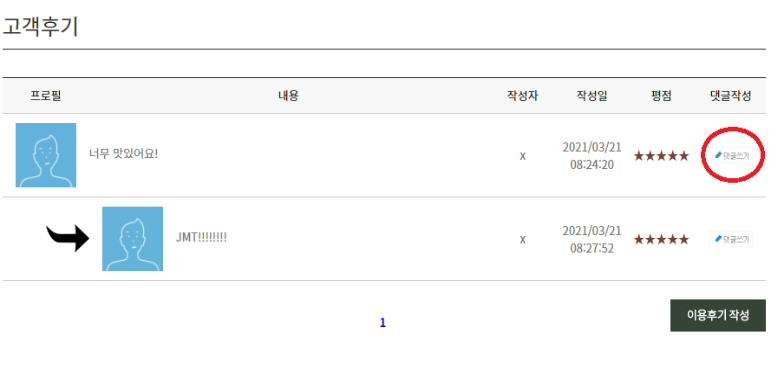 고객후기
프로필 내용 작성자 작성일 평점 댓글작성
너무 맛있어요! x 2021/03/21 08:24:20 ★★★★★ 댓글쓰기
JMT!!!!!!!! x 2021/03/21 08:27:52 ★★★★★ 댓글쓰기
1
이용후기 작성